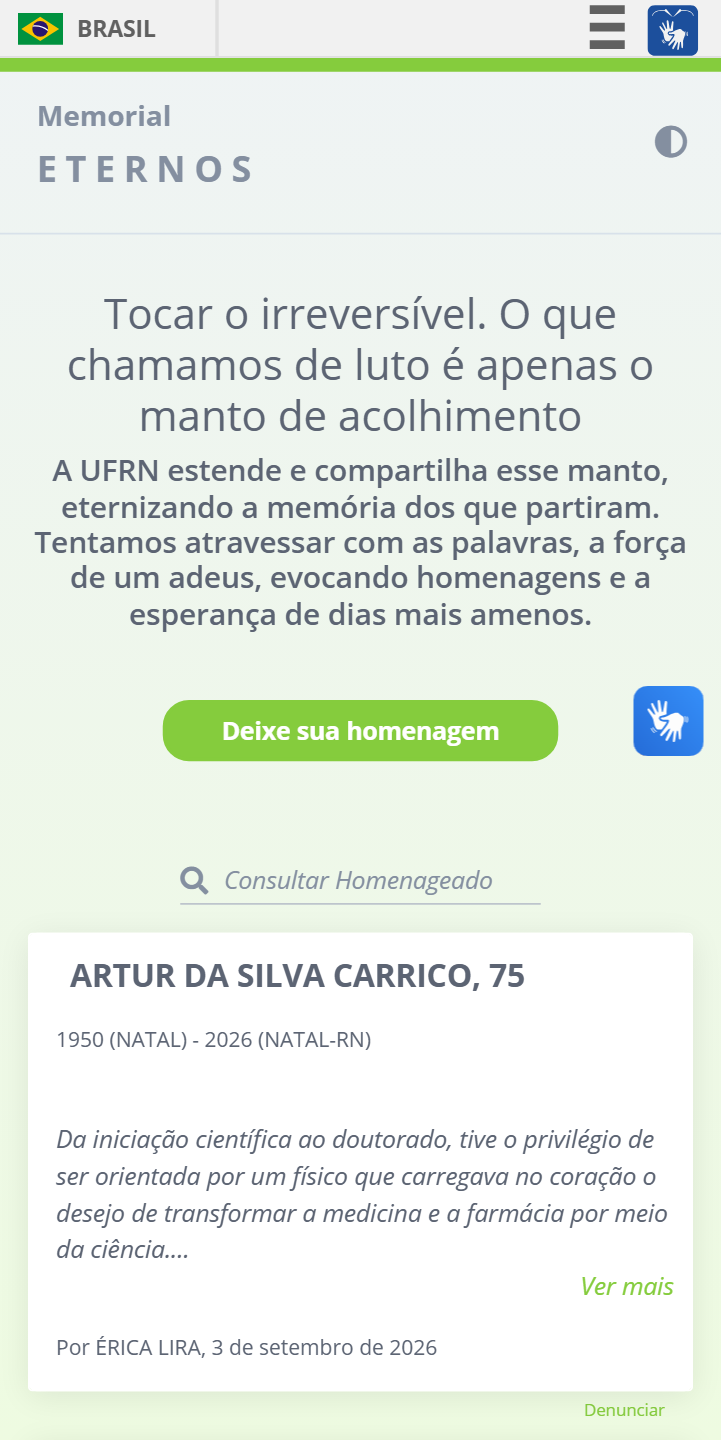 BRASIL
Memorial
ETERNOS
Tocar o irreversível. O que
chamamos de luto é apenas o
manto de acolhimento
A UFRN estende e compartilha esse manto,
eternizando a memória dos que partiram.
Tentamos atravessar com as palavras, a força
de um adeus, evocando homenagens e a
esperança de dias mais amenos.
Deixe sua homenagem
Consultar Homenageado
ARTUR DA SILVA CARRICO, 75
1950 (NATAL) - 2026 (NATAL-RN)
Da iniciação científica ao doutorado, tive o privilégio de
ser orientada por um físico que carregava no coração o
desejo de transformar a medicina e a farmácia por meio
da ciência....
Ver mais
Por ÉRICA LIRA, 3 de setembro de 2026
Denunciar